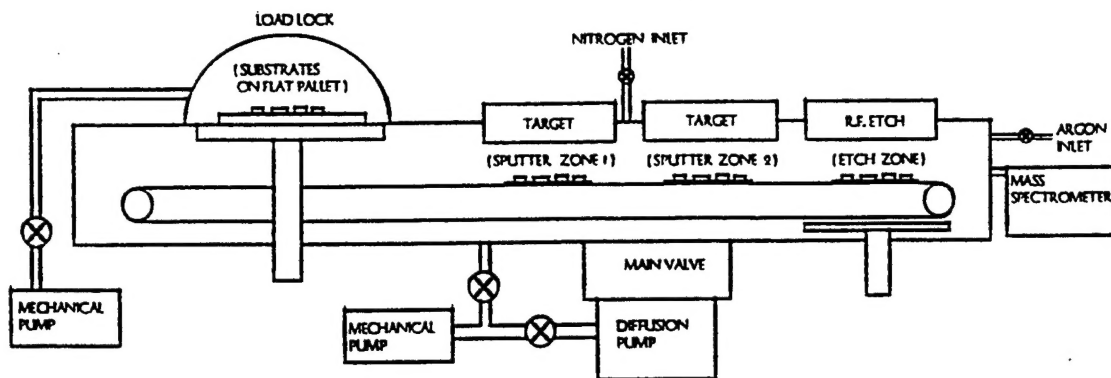 LOAD LOCK
(SUBSTRATES
ON FLAT PALLET)
NITROGEN INLET
TARGET
TARGET
R.F. ETCH
ARGON
INLET
(SPUTTER ZONE 1)
(SPUTTER ZONE 2)
(ETCH ZONE)
MASS
SPECTROMETER
MAIN VALVE
MECHANICAL
PUMP
MECHANICAL
PUMP
DIFFUSION
PUMP